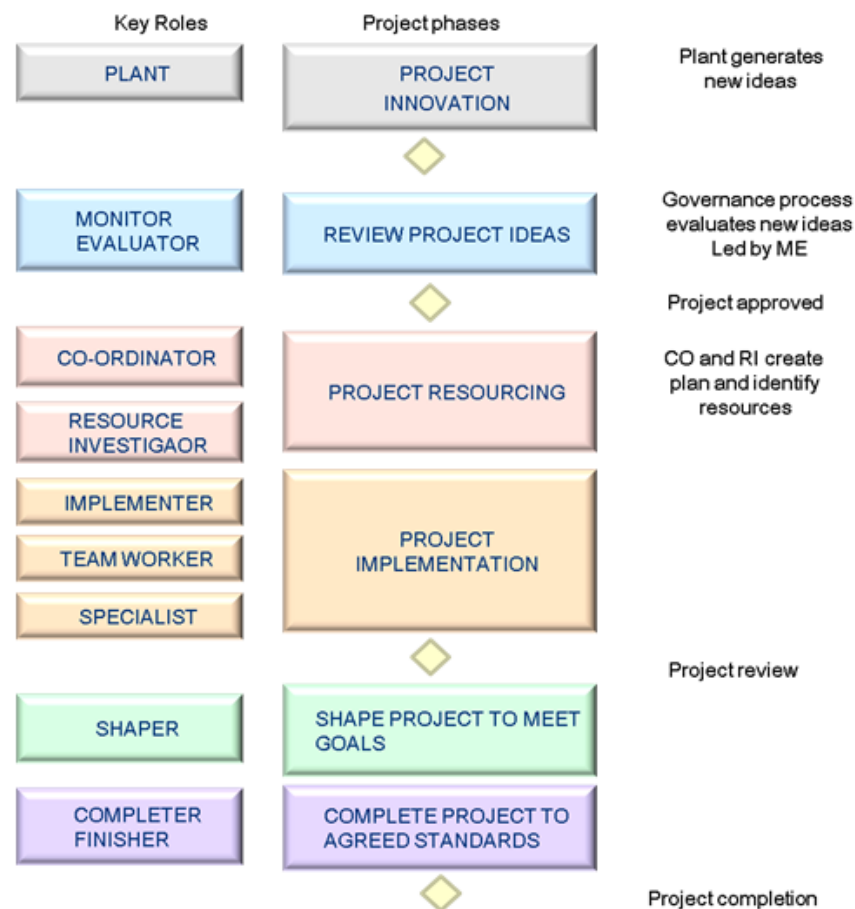 Key Roles
Project phases
PLANT
PROJECT
INNOVATION
Plant generates
new ideas
MONITOR
EVALUATOR
REVIEW PROJECT IDEAS
Governance process
evaluates new ideas
Led by ME
Project approved
CO-ORDINATOR
RESOURCE
INVESTIGAOR
PROJECT RESOURCING
CO and RI create
plan and identify
resources
IMPLEMENTER
TEAM WORKER
SPECIALIST
PROJECT
IMPLEMENTATION
Project review
SHAPER
SHAPE PROJECT TO MEET
GOALS
COMPLETER
FINISHER
COMPLETE PROJECT TO
AGREED STANDARDS
Project completion